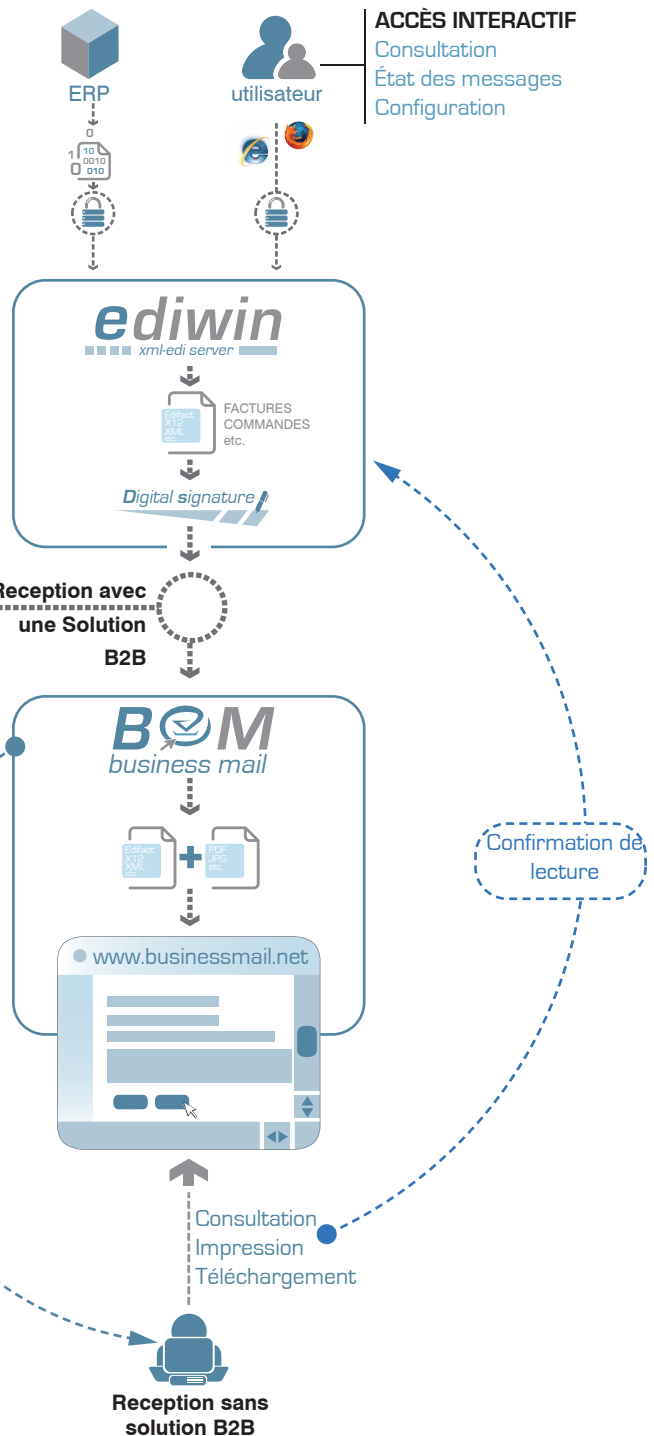 ACCÈS INTERACTIF
Consultation
État des messages
Configuration
ERP
utilisateur
0
1
0
10
0010
010
ediwin
xml-edi server
Edifact
X12
XML
etc.
FACTURES
COMMANDES
etc.
Digital signature
Reception avec
une Solution
B2B
BeM
business mail
Edifact
X12
XML
etc.
PDF
JPG
etc.
Confirmation de
lecture
www.businessmail.net
Consultation
Impression
Téléchargement
Reception sans
solution B2B